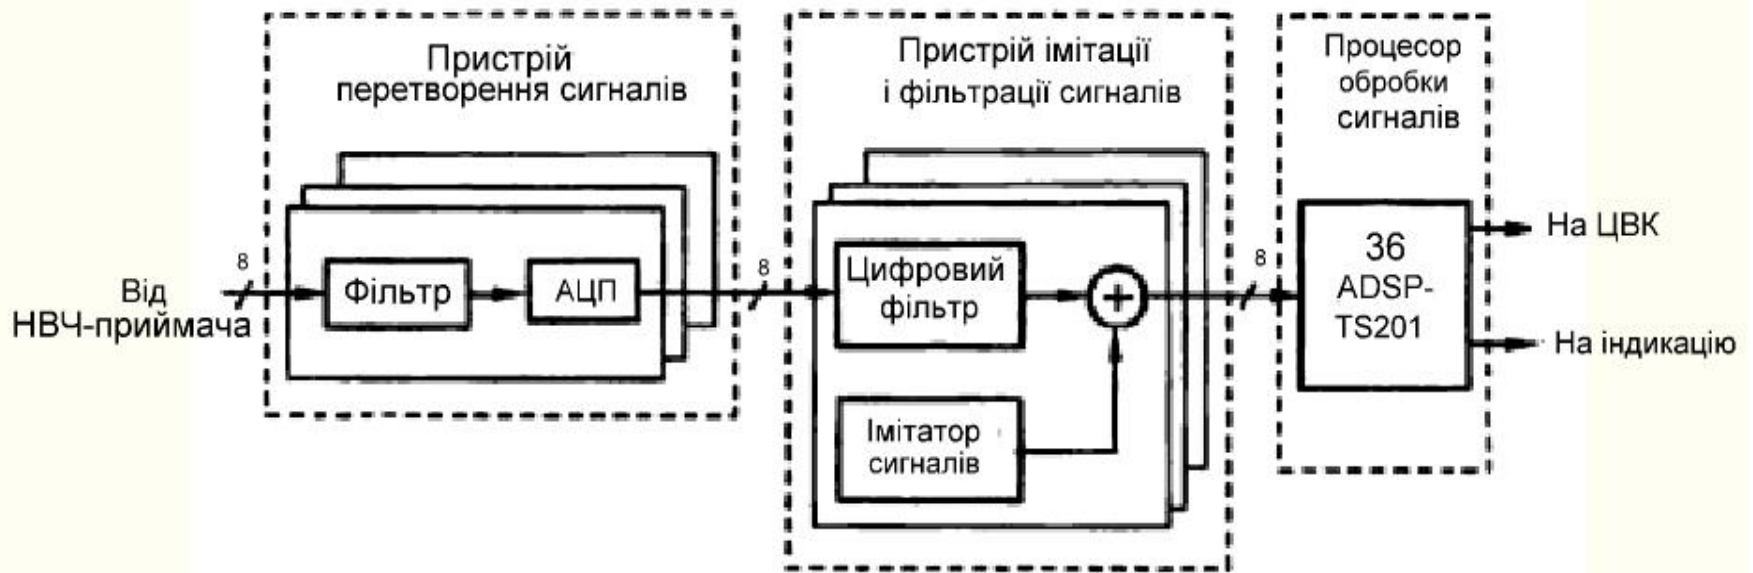 Пристрій
перетворення сигналів
Пристрій імітації
і фільтрації сигналів
Процесор
обробки
сигналів
8
Від
НВЧ-приймача
Фільтр
АЦП
8
Цифровий
фільтр
+
Імітатор
сигналів
8
36
ADSP-
TS201
На ЦВК
На індикацію